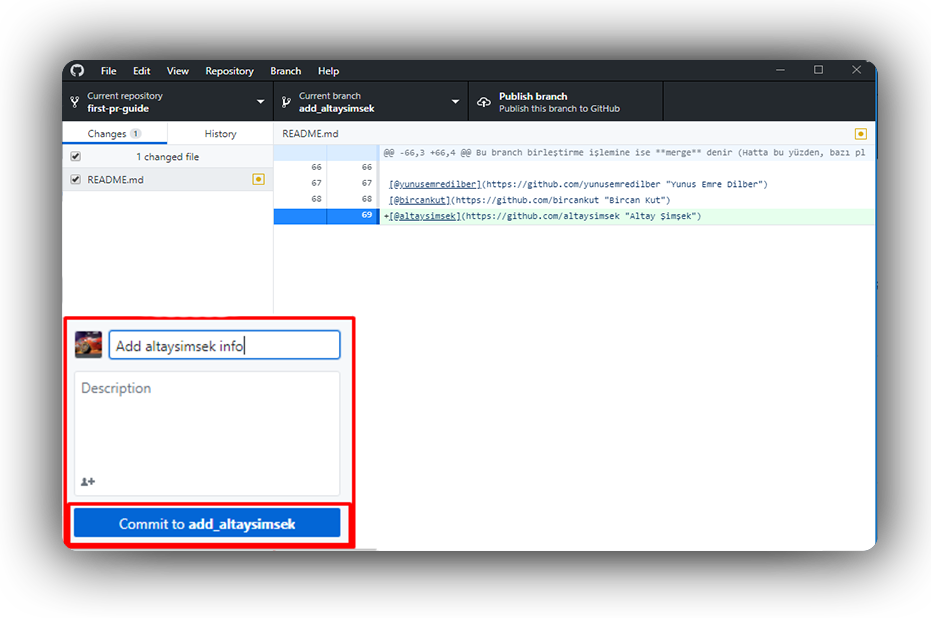 File Edit View Repository Branch Help
Current repository
first-pr-guide
Current branch
add_altaysimsek
Publish branch
Publish this branch to GitHub
Changes 1 History
README.md
1 changed file
README.md
@@ -66,3 +66,4 @@ Bu branch birleştirme işlemine ise **merge** denir (Hatta bu yüzden, bazı pl
66 66
67 67 [@yunusemredilber](https://github.com/yunusemredilber "Yunus Emre Dilber")
68 68 [@bircankut](https://github.com/bircankut "Bircan Kut")
69 +[@altaysimsek](https://github.com/altaysimsek "Altay Şimşek")
Add altaysimsek info
Description
Commit to add_altaysimsek